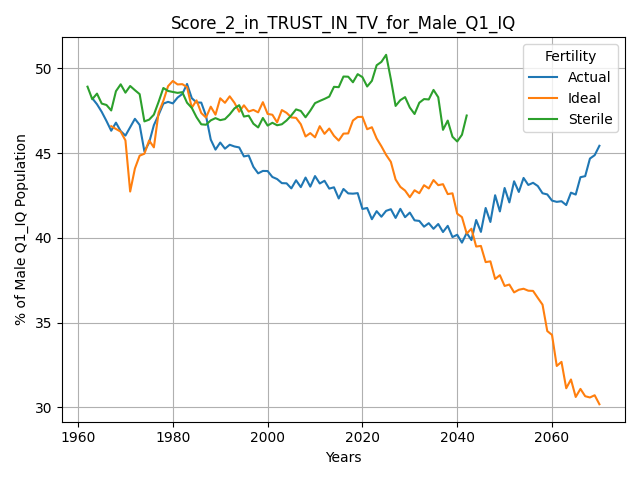 Score_2_in_TRUST_IN_TV_for_Male_Q1_IQ
% of Male Q1_IQ Population
50
45
40
35
30
Fertility
Actual
Ideal
Sterile
1960
1980
2000
2020
2040
2060
Years